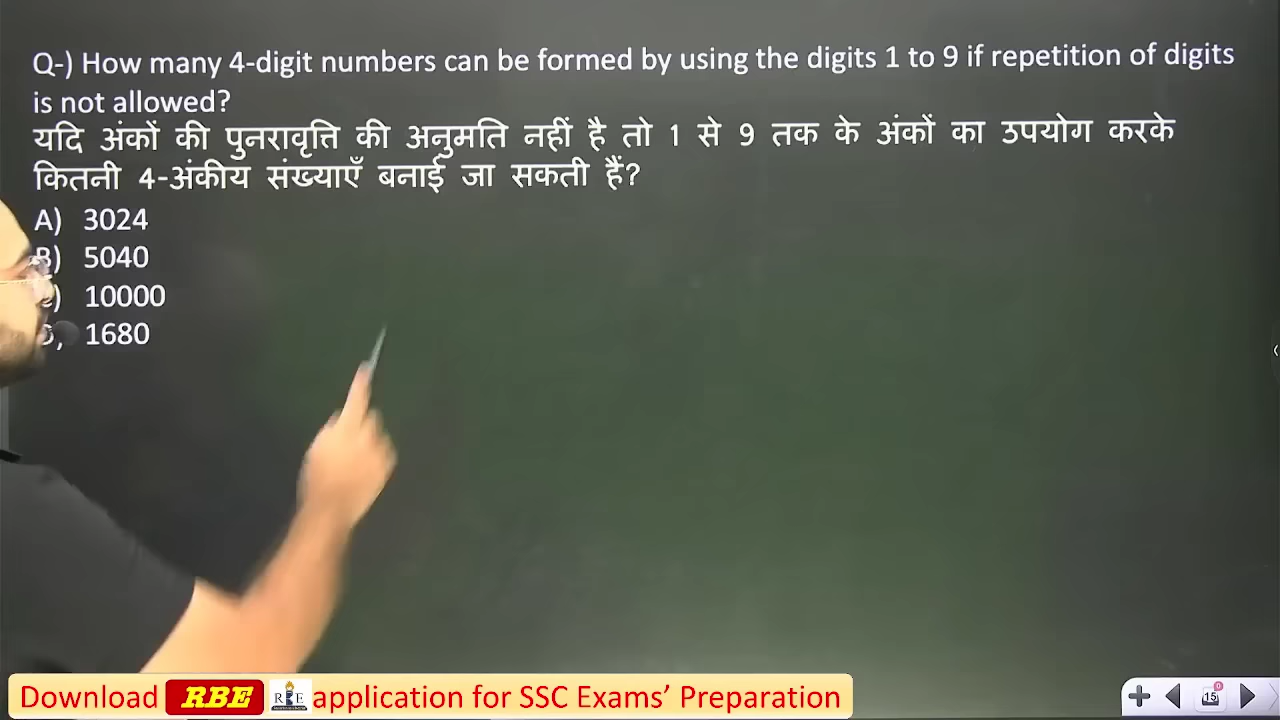 Q-) How many 4-digit numbers can be formed by using the digits 1 to 9 if repetition of digits
is not allowed?
यदि अंकों की पुनरावृत्ति की अनुमति नहीं है तो 1 से 9 तक के अंकों का उपयोग करके
कितनी 4-अंकीय संख्याएँ बनाई जा सकती हैं?
A) 3024
B) 5040
) 10000
1680
Download RBE RBE application for SSC Exams' Preparation
15